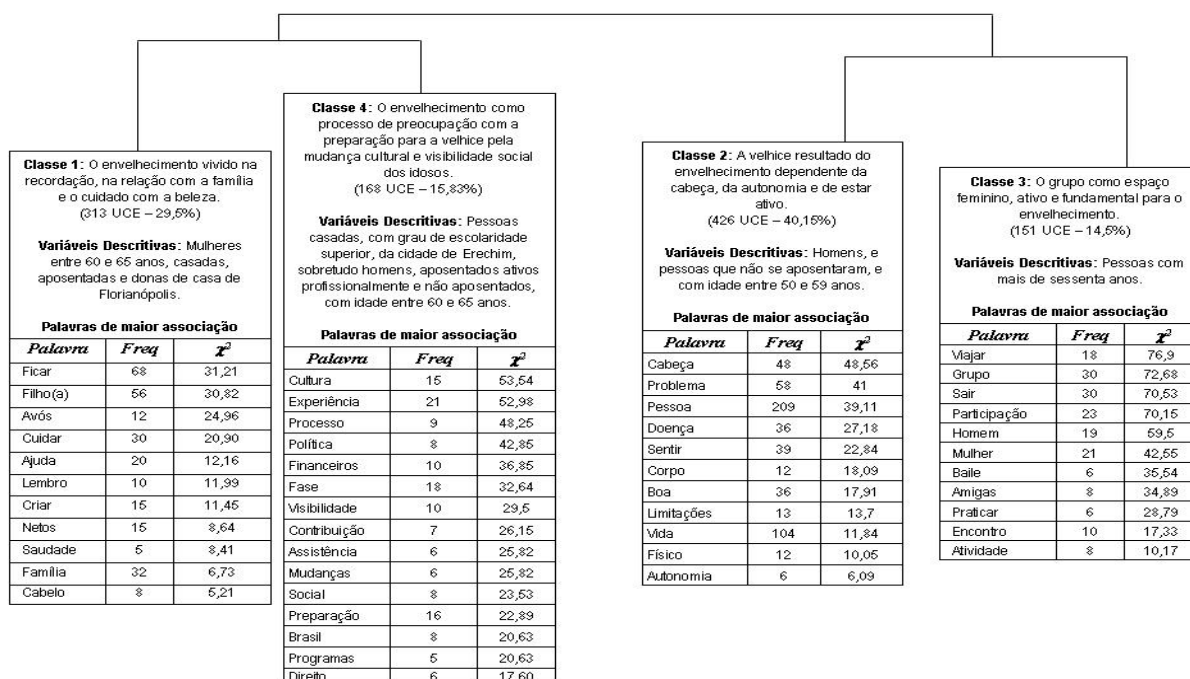 Classe 1: O envelhecimento vivido na
recordação, na relação com a família
e o cuidado com a beleza.
(313 UCE – 29,5%)
Variáveis Descritivas: Mulheres
entre 60 e 65 anos, casadas,
aposentadas e donas de casa de
Florianópolis.
Palavras de maior associação
Palavra Freq χ²
Ficar 68 31,21
Filho(a) 56 30,82
Avós 12 24,96
Cuidar 30 20,90
Ajuda 20 12,16
Lembro 10 11,99
Criar 15 11,45
Netos 15 8,64
Saudade 5 8,41
Família 32 6,73
Cabelo 8 5,21
Classe 4: O envelhecimento como
processo de preocupação com a
preparação para a velhice pela
mudança cultural e visibilidade social
dos idosos.
(168 UCE – 15,83%)
Variáveis Descritivas: Pessoas
casadas, com grau de escolaridade
superior, da cidade de Erechim,
sobretudo homens, aposentados ativos
profissionalmente e não aposentados,
com idade entre 60 e 65 anos.
Palavras de maior associação
Palavra Freq χ²
Cultura 15 53,54
Experiência 21 52,98
Processo 9 48,25
Política 8 42,85
Financeiros 10 36,85
Fase 18 32,64
Visibilidade 10 29,5
Contribuição 7 26,15
Assistência 6 25,82
Mudanças 6 25,82
Social 8 23,53
Preparação 16 22,89
Brasil 8 20,63
Programas 5 20,63
Direito 6 17,60
Classe 2: A velhice resultado do
envelhecimento dependente da
cabeça, da autonomia e de estar
ativo.
(426 UCE – 40,15%)
Variáveis Descritivas: Homens, e
pessoas que não se aposentaram, e
com idade entre 50 e 59 anos.
Palavras de maior associação
Palavra Freq χ²
Cabeça 48 48,56
Problema 58 41
Pessoa 209 39,11
Doença 36 27,18
Sentir 39 22,84
Corpo 12 18,09
Boa 36 17,91
Limitações 13 13,7
Vida 104 11,84
Físico 12 10,05
Autonomia 6 6,09
Classe 3: O grupo como espaço
feminino, ativo e fundamental para o
envelhecimento.
(151 UCE – 14,5%)
Variáveis Descritivas: Pessoas com
mais de sessenta anos.
Palavras de maior associação
Palavra Freq χ²
Viajar 18 76,9
Grupo 30 72,68
Sair 30 70,53
Participação 23 70,15
Homem 19 59,5
Mulher 21 42,55
Baile 6 35,54
Amigas 8 34,89
Praticar 6 28,79
Encontro 10 17,33
Atividade 8 10,17